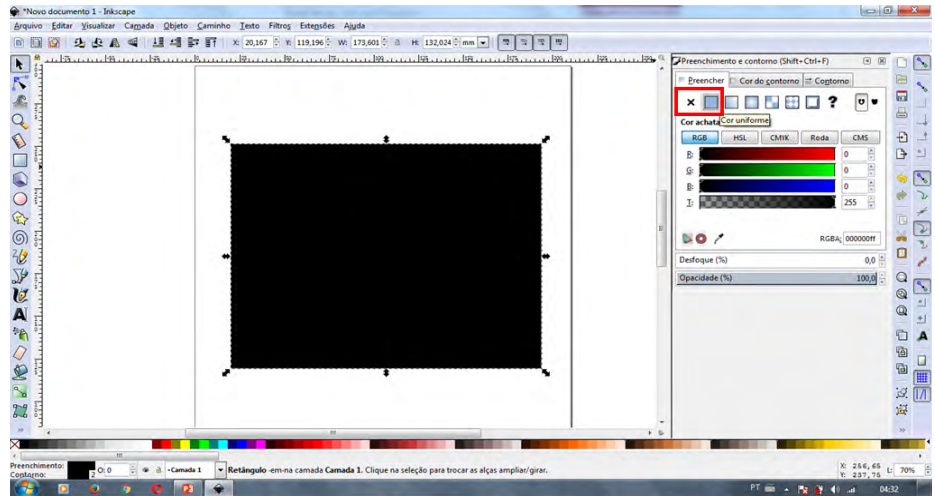 *Novo documento 1 - Inkscape
Arquivo Editar Visualizar Camada Objeto Caminho Texto Filtros Extensões Ajuda
X: 20,167 Y: 119,196 W: 173,601 H: 132,024 mm
Preenchimento e contorno (Shift+Ctrl+F)
Preencher Cor do contorno Contorno
?
Cor achata
Cor uniforme
RGB HSL CMYK Roda CMS
R: 0
G: 0
B: 0
T: 255
RGBA: 000000ff
Desfoque (%) 0,0
Opacidade (%) 100,0
Preenchimento:
Contorno: 2
O: 0
-Camada 1
Retângulo -em-na camada Camada 1. Clique na seleção para trocar as alças ampliar/girar.
X: 256,65
Y: 237,75
L: 70%
PT
04:32